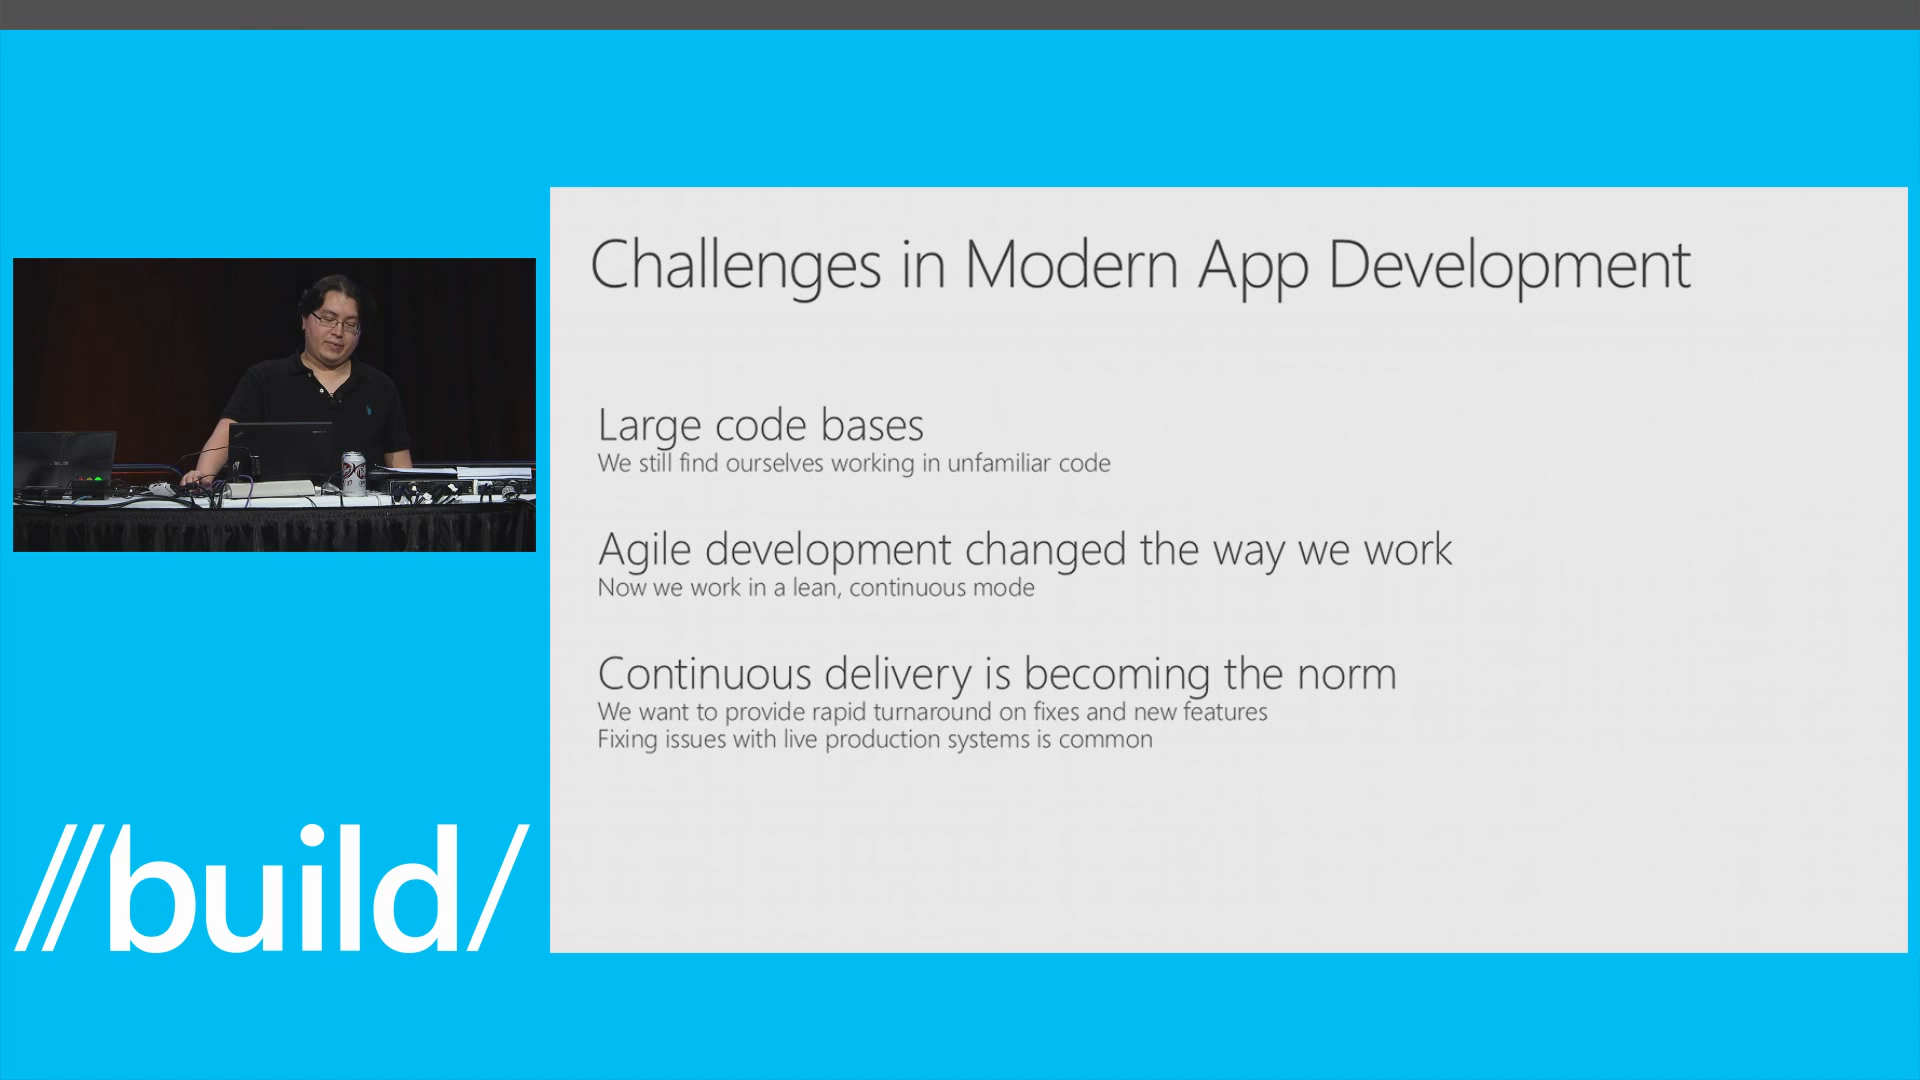 Challenges in Modern App Development
Large code bases
We still find ourselves working in unfamiliar code
Agile development changed the way we work
Now we work in a lean, continuous mode
Continuous delivery is becoming the norm
We want to provide rapid turnaround on fixes and new features
Fixing issues with live production systems is common
//build/